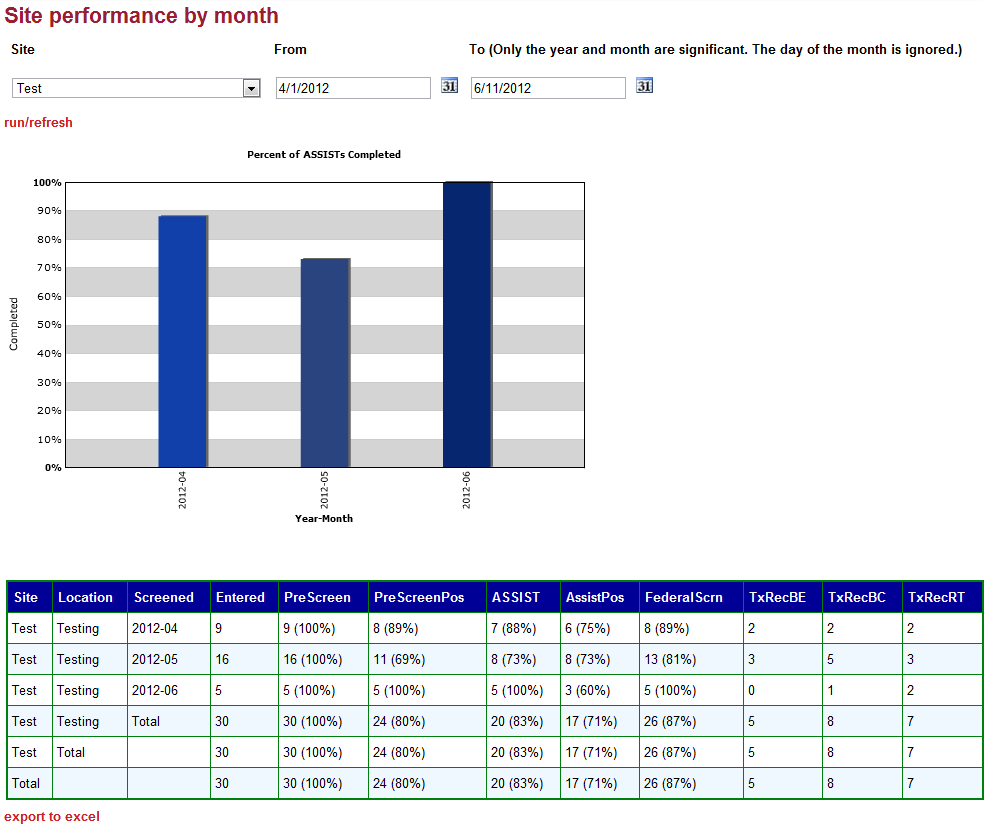 Site performance by month
Site From To (Only the year and month are significant. The day of the month is ignored.)
Test 4/1/2012 31 6/11/2012 31
run/refresh
Percent of ASSISTs Completed
100%
90%
80%
70%
60%
50%
40%
30%
20%
10%
0%
Completed
2012-04 2012-05 2012-06
Year-Month
Site Location Screened Entered PreScreen PreScreenPos ASSIST AssistPos FederalScrn TxRecBE TxRecBC TxRecRT
Test Testing 2012-04 9 9 (100%) 8 (89%) 7 (88%) 6 (75%) 8 (89%) 2 2 2
Test Testing 2012-05 16 16 (100%) 11 (69%) 8 (73%) 8 (73%) 13 (81%) 3 5 3
Test Testing 2012-06 5 5 (100%) 5 (100%) 5 (100%) 3 (60%) 5 (100%) 0 1 2
Test Testing Total 30 30 (100%) 24 (80%) 20 (83%) 17 (71%) 26 (87%) 5 8 7
Test Total 30 30 (100%) 24 (80%) 20 (83%) 17 (71%) 26 (87%) 5 8 7
Total 30 30 (100%) 24 (80%) 20 (83%) 17 (71%) 26 (87%) 5 8 7
export to excel